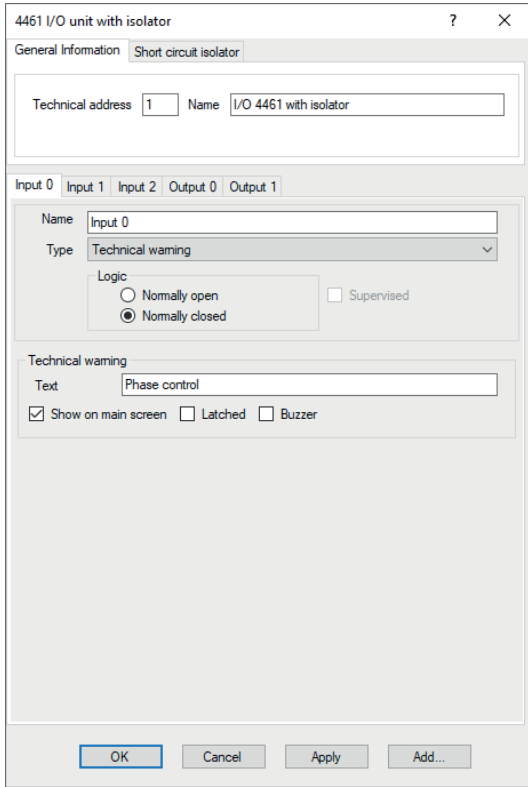 4461 I/O unit with isolator ?
General Information Short circuit isolator
Technical address 1 Name I/O 4461 with isolator
Input 0 Input 1 Input 2 Output 0 Output 1
Name Input 0
Type Technical warning
Logic
Normally open Supervised
Normally closed
Technical warning
Text Phase control
Show on main screen Latched Buzzer
OK Cancel Apply Add...